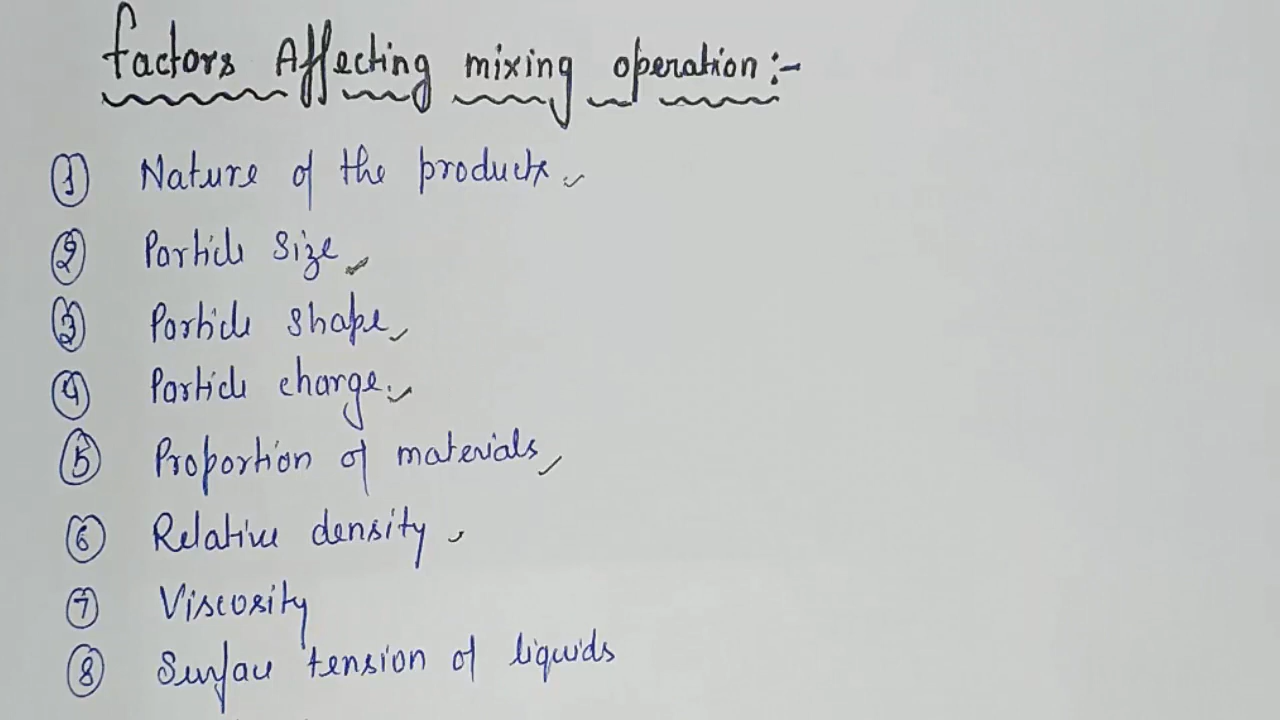 Factors Affecting mixing operation :-
① Nature of the products
② Particle size
③ Particle shape
④ Particle charge.
⑤ Proportion of materials
⑥ Relative density
⑦ Viscosity
⑧ Surface tension of liquids